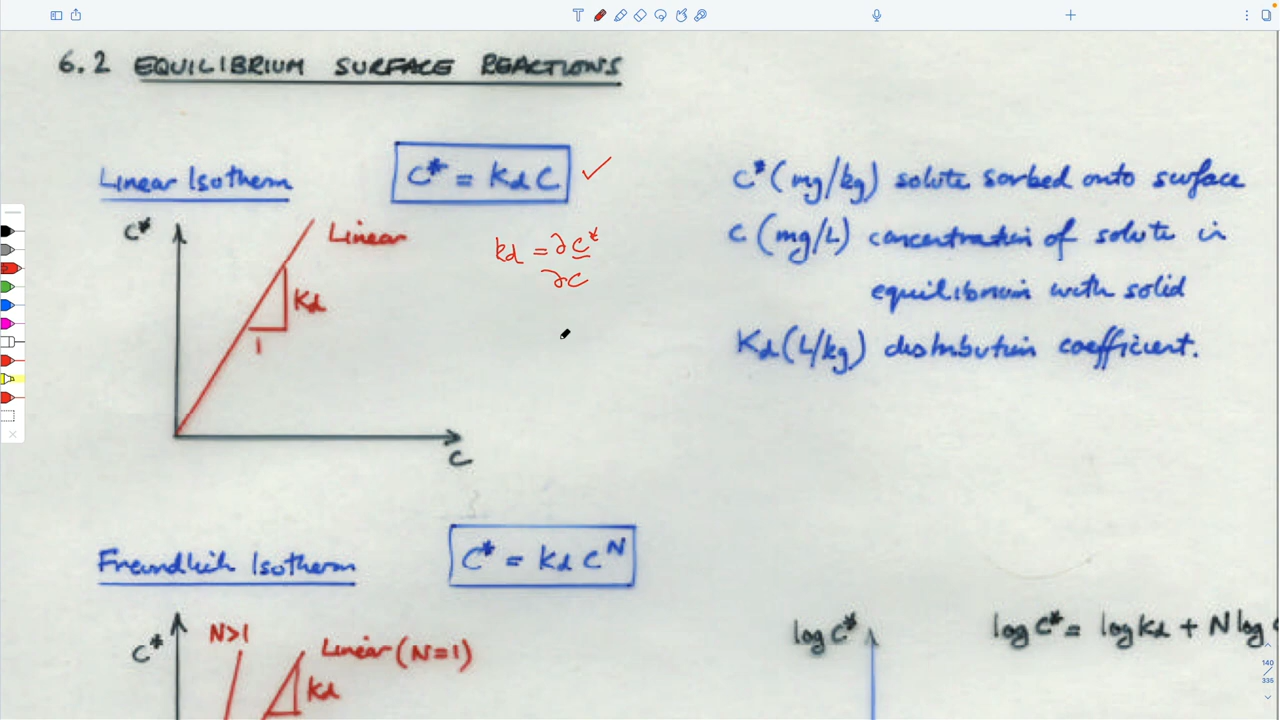 6.2 EQUILIBRIUM SURFACE REACTIONS
Linear Isotherm
C* = Kd C ✓
C*
Linear
Kd
1
C
kd = ∂C*
∂C
C* (mg/kg) solute sorbed onto surface
C (mg/L) concentration of solute in
equilibrium with solid
Kd (L/kg) distribution coefficient.
Freundlich Isotherm
C* = Kd C^N
C*
N>1
Linear (N=1)
Kd
log C*
log C* = log Kd + N log C
140
335